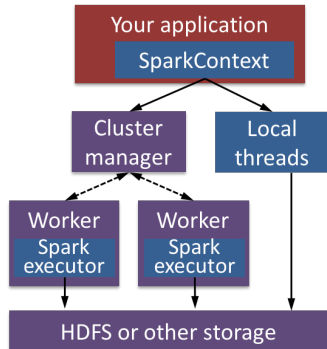 Your application
SparkContext
Cluster
manager
Local
threads
Worker
Spark
executor
Worker
Spark
executor
HDFS or other storage